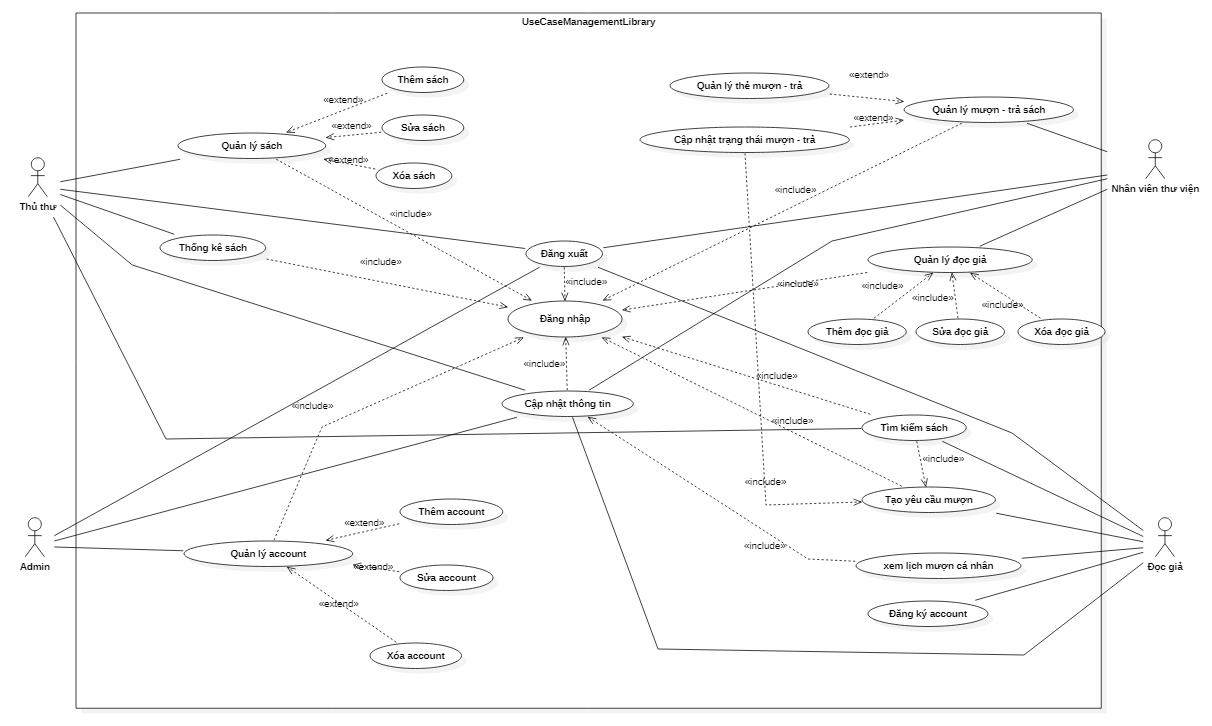 UseCaseManagementLibrary
Thêm sách
«extend»
Quản lý thẻ mượn - trả
«extend»
Quản lý mượn - trả sách
«extend»
Sửa sách
«extend»
Cập nhật trạng thái mượn - trả
Quản lý sách
«extend»
Xóa sách
Thủ thư
Nhân viên thư viện
«include»
«include»
Thống kê sách
«include»
Đăng xuất
Quản lý đọc giả
«include»
«include»
«include»
«include»
«include»
Đăng nhập
Thêm đọc giả
Sửa đọc giả
Xóa đọc giả
«include»
«include»
«include»
Cập nhật thông tin
«include»
Tìm kiếm sách
«include»
«include»
Tạo yêu cầu mượn
Thêm account
«extend»
Quản lý account
«include»
xem lịch mượn cá nhân
Admin
Đọc giả
«extend»
Sửa account
«extend»
Đăng ký account
Xóa account